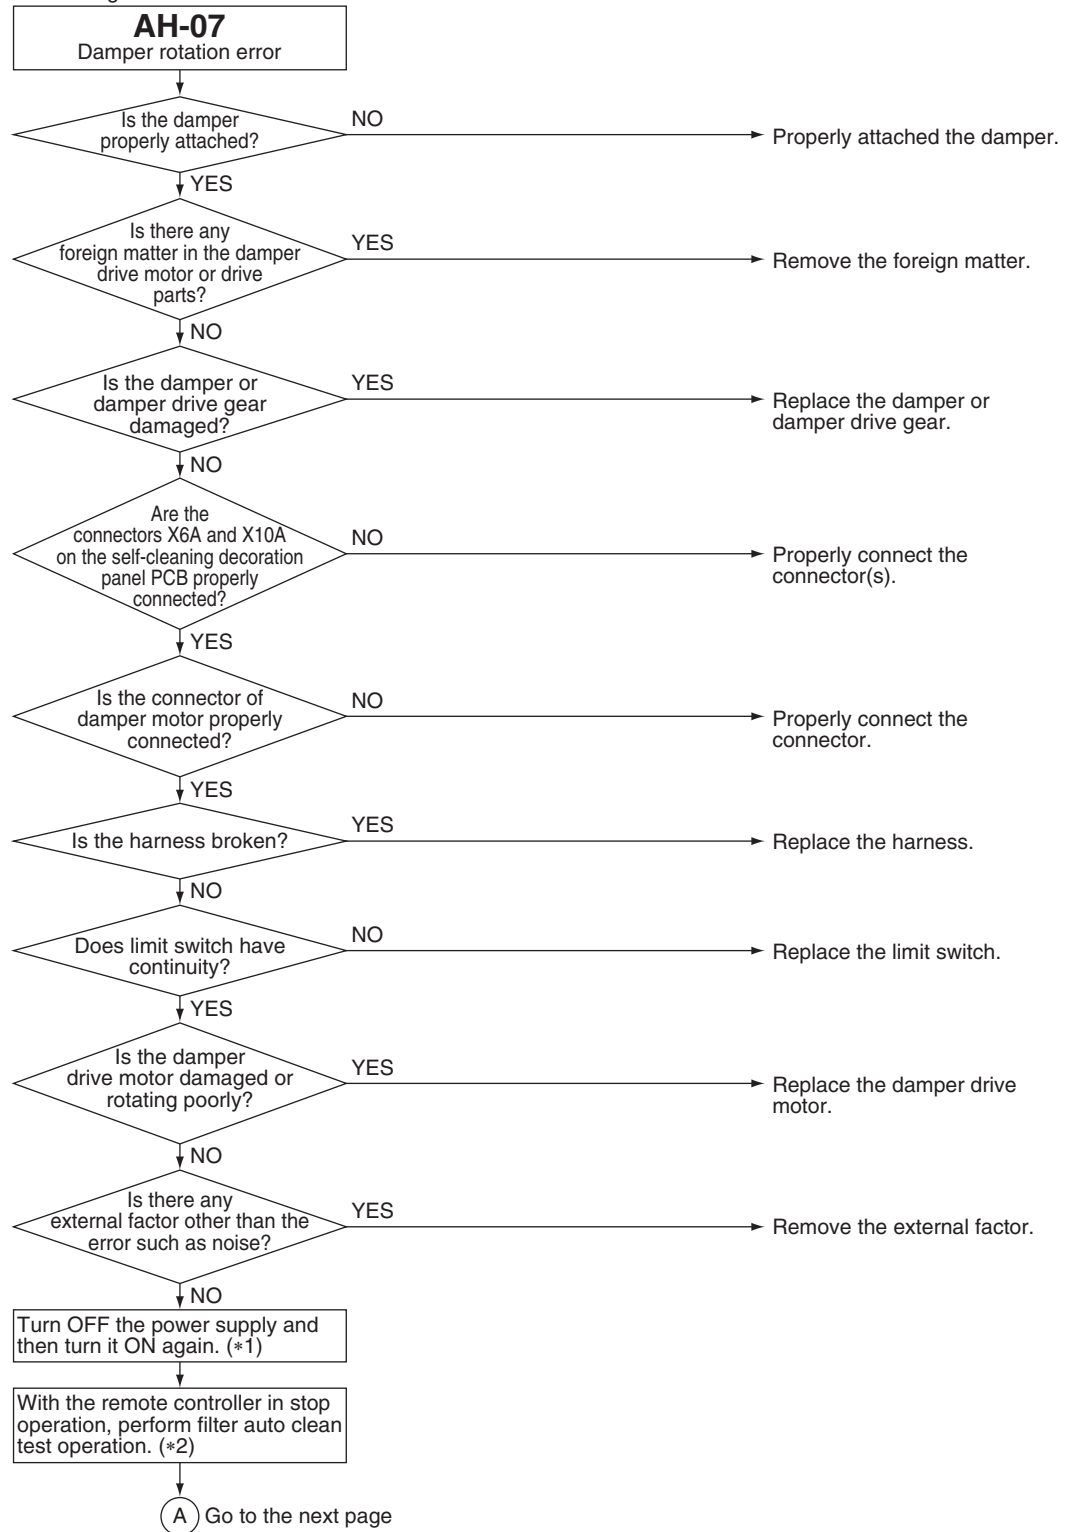 AH-07
Damper rotation error
Is the damper
properly attached?
NO
Properly attached the damper.
YES
Is there any
foreign matter in the damper
drive motor or drive
parts?
YES
Remove the foreign matter.
NO
Is the damper or
damper drive gear
damaged?
YES
Replace the damper or
damper drive gear.
NO
Are the
connectors X6A and X10A
on the self-cleaning decoration
panel PCB properly
connected?
NO
Properly connect the
connector(s).
YES
Is the connector of
damper motor properly
connected?
NO
Properly connect the
connector.
YES
Is the harness broken?
YES
Replace the harness.
NO
Does limit switch have
continuity?
NO
Replace the limit switch.
YES
Is the damper
drive motor damaged or
rotating poorly?
YES
Replace the damper drive
motor.
NO
Is there any
external factor other than the
error such as noise?
YES
Remove the external factor.
NO
Turn OFF the power supply and
then turn it ON again. (*1)
With the remote controller in stop
operation, perform filter auto clean
test operation. (*2)
A Go to the next page